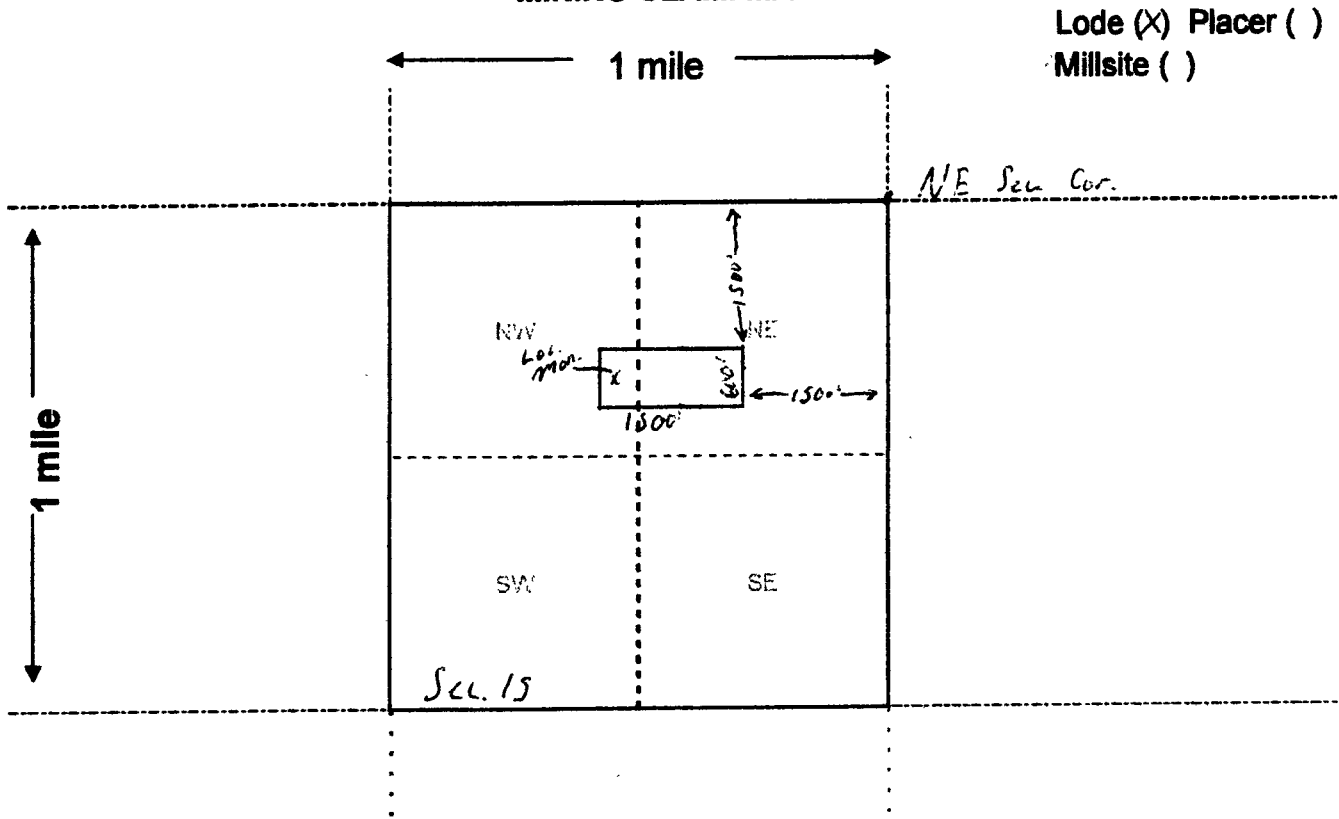 Lode (X) Placer ( )
Millsite ( )
1 mile
NE Sec Cor.
1 mile
1500'
NW
NE
Loc.
Mon.
x
600'
1500'
1500'
SW
SE
Sec. 15